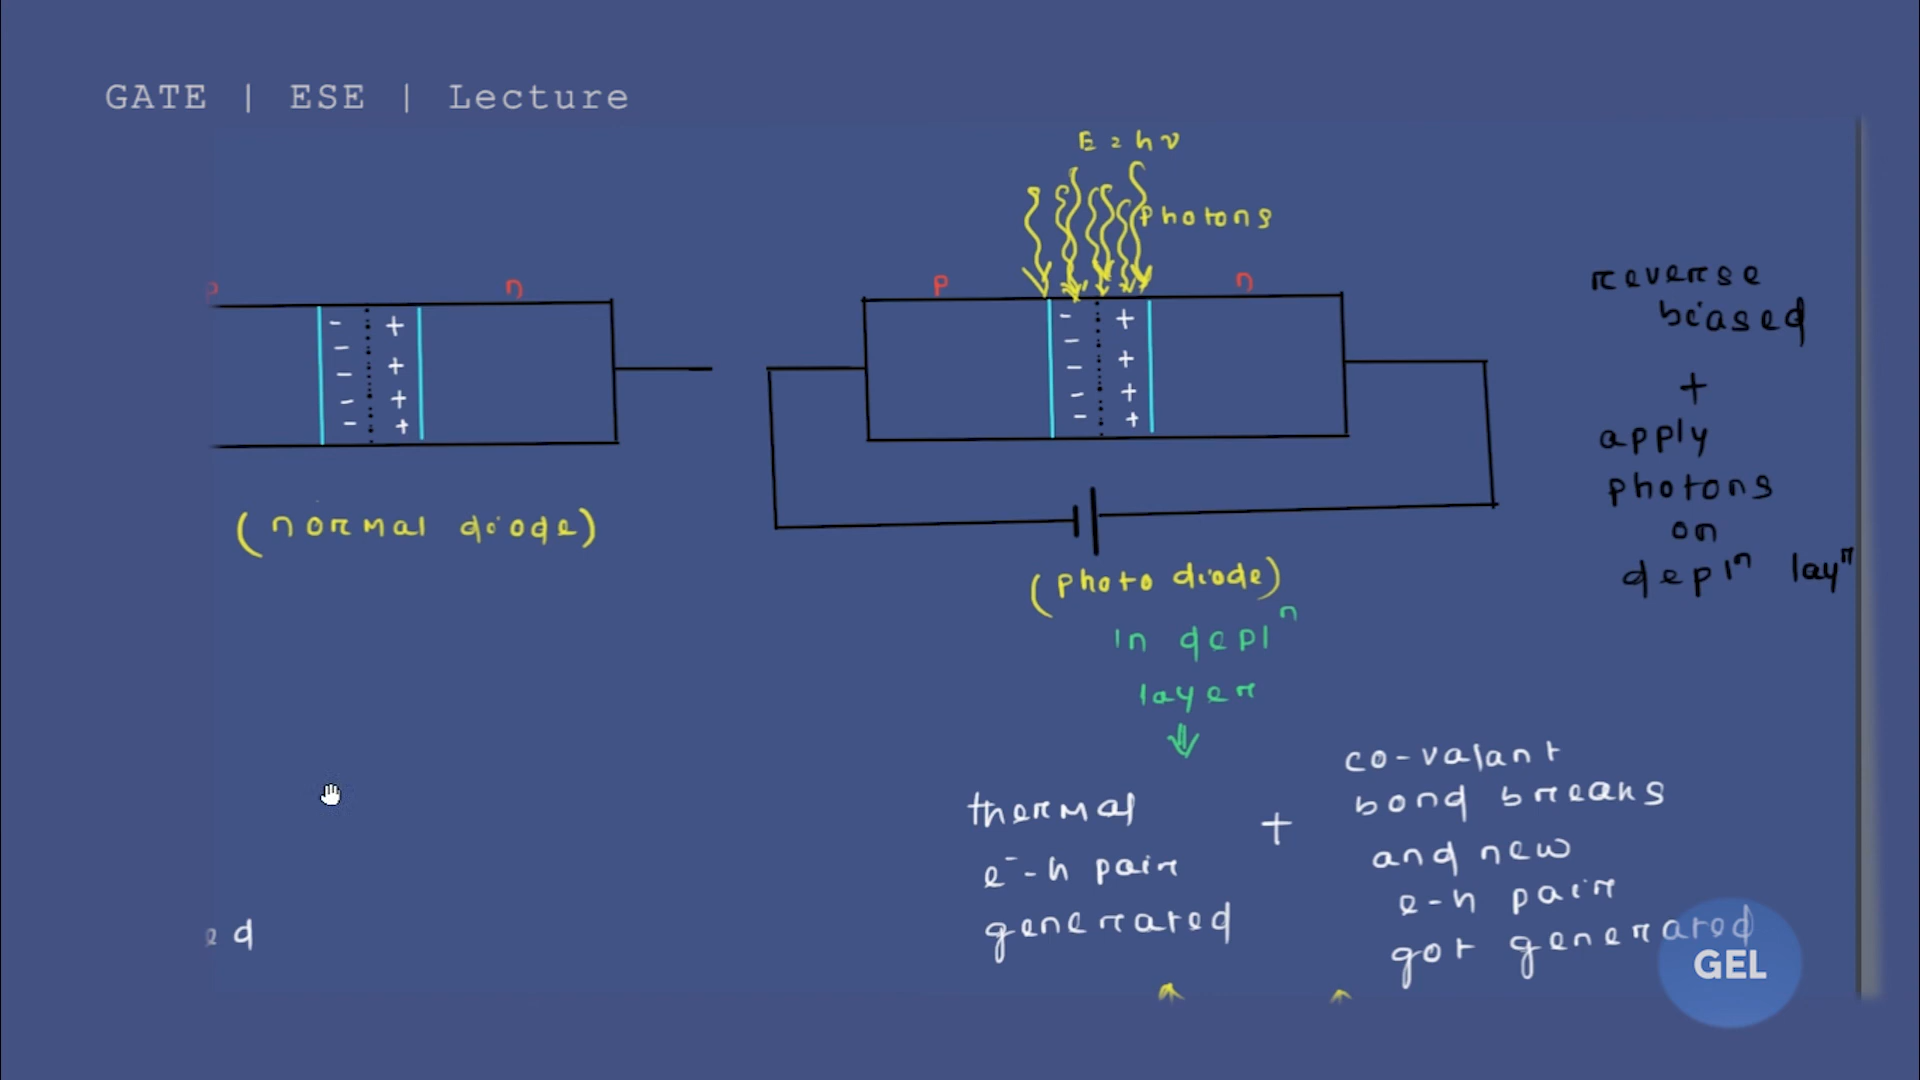 GATE | ESE | Lecture
E = hν
photons
p n
p n
- +
- +
- +
- +
- +
- +
- +
- +
- +
- +
reverse
biased
+
apply
photons
on
deplⁿ layʳ
(normal diode)
(photo diode)
in deplⁿ
layer
thermal
e⁻-h pair
generated
+
co-valant
bond breaks
and new
e-h pair
got generated
ed
GEL